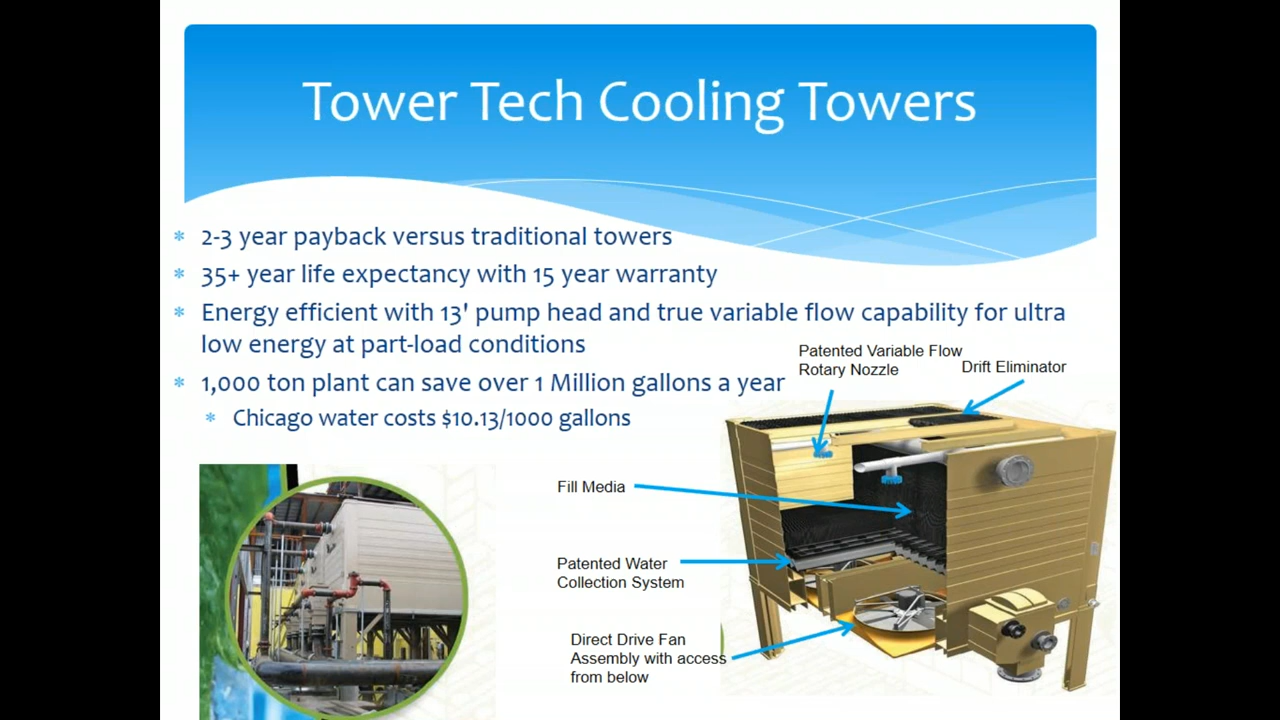 Tower Tech Cooling Towers
* 2-3 year payback versus traditional towers
* 35+ year life expectancy with 15 year warranty
* Energy efficient with 13' pump head and true variable flow capability for ultra
low energy at part-load conditions
* 1,000 ton plant can save over 1 Million gallons a year
* Chicago water costs $10.13/1000 gallons
Patented Variable Flow
Rotary Nozzle
Drift Eliminator
Fill Media
Patented Water
Collection System
Direct Drive Fan
Assembly with access
from below